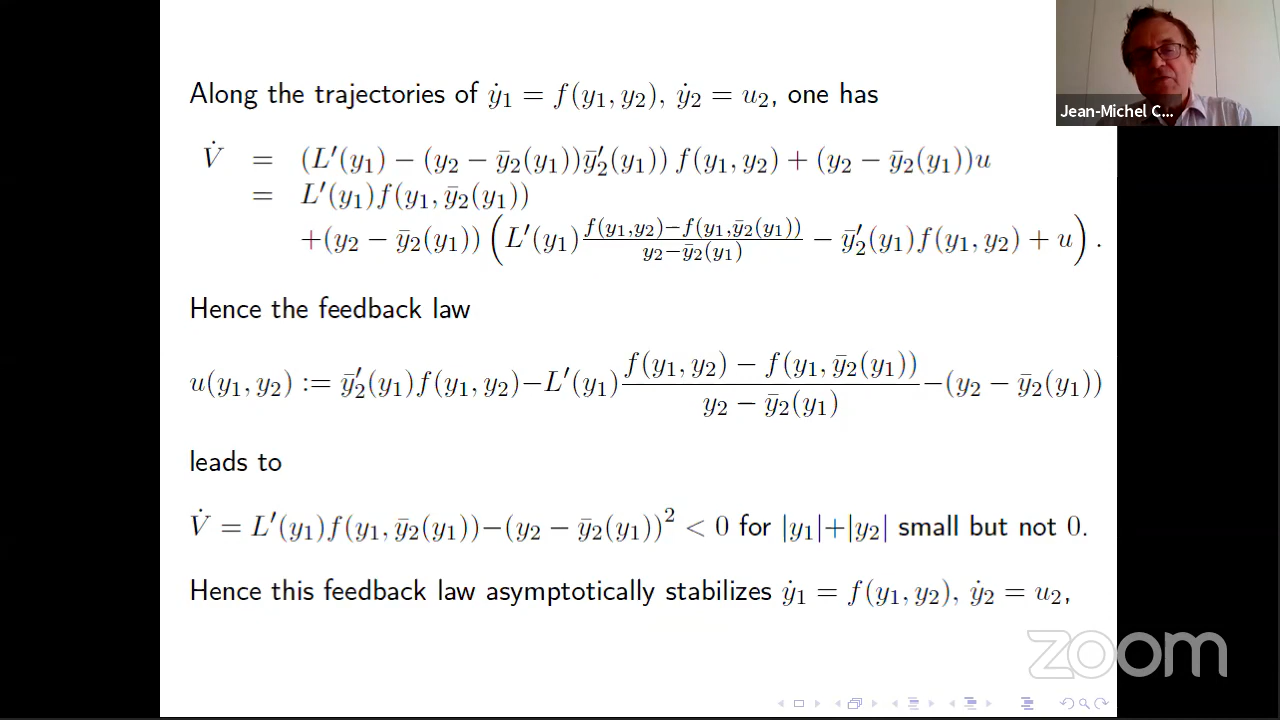 Along the trajectories of ẏ₁ = f(y₁, y₂), ẏ₂ = u₂, one has
V̇ = (L′(y₁) − (y₂ − ȳ₂(y₁))ȳ₂′(y₁)) f(y₁, y₂) + (y₂ − ȳ₂(y₁))u
= L′(y₁)f(y₁, ȳ₂(y₁))
+(y₂ − ȳ₂(y₁)) (L′(y₁) \frac{f(y₁,y₂)−f(y₁,ȳ₂(y₁))}{y₂−ȳ₂(y₁)} − ȳ₂′(y₁)f(y₁, y₂) + u).
Hence the feedback law
u(y₁, y₂) := ȳ₂′(y₁)f(y₁, y₂)−L′(y₁) \frac{f(y₁, y₂) − f(y₁, ȳ₂(y₁))}{y₂ − ȳ₂(y₁)} −(y₂ − ȳ₂(y₁))
leads to
V̇ = L′(y₁)f(y₁, ȳ₂(y₁))−(y₂ − ȳ₂(y₁))² < 0 for |y₁|+|y₂| small but not 0.
Hence this feedback law asymptotically stabilizes ẏ₁ = f(y₁, y₂), ẏ₂ = u₂,
Jean-Michel C...
zoom